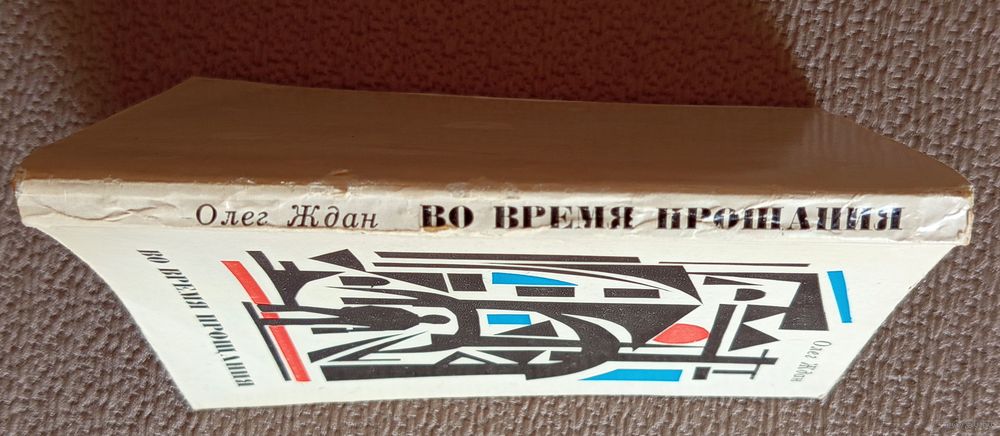 Олег Ждан ВО ВРЕМЯ ПРОЩАНИЯ
Олег Ждан
ВО ВРЕМЯ ПРОЩАНИЯ